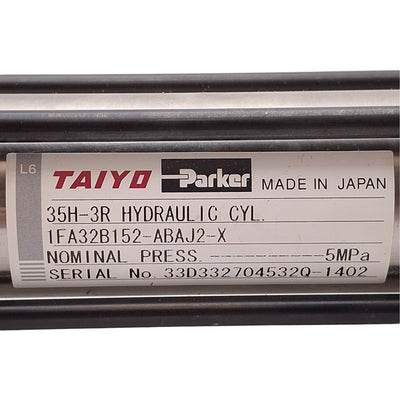 L6
TAIYO Parker MADE IN JAPAN
35H-3R HYDRAULIC CYL.
1FA32B152-ABAJ2-X
NOMINAL PRESS.----------5MPa
SERIAL No.33D332704532Q-1402